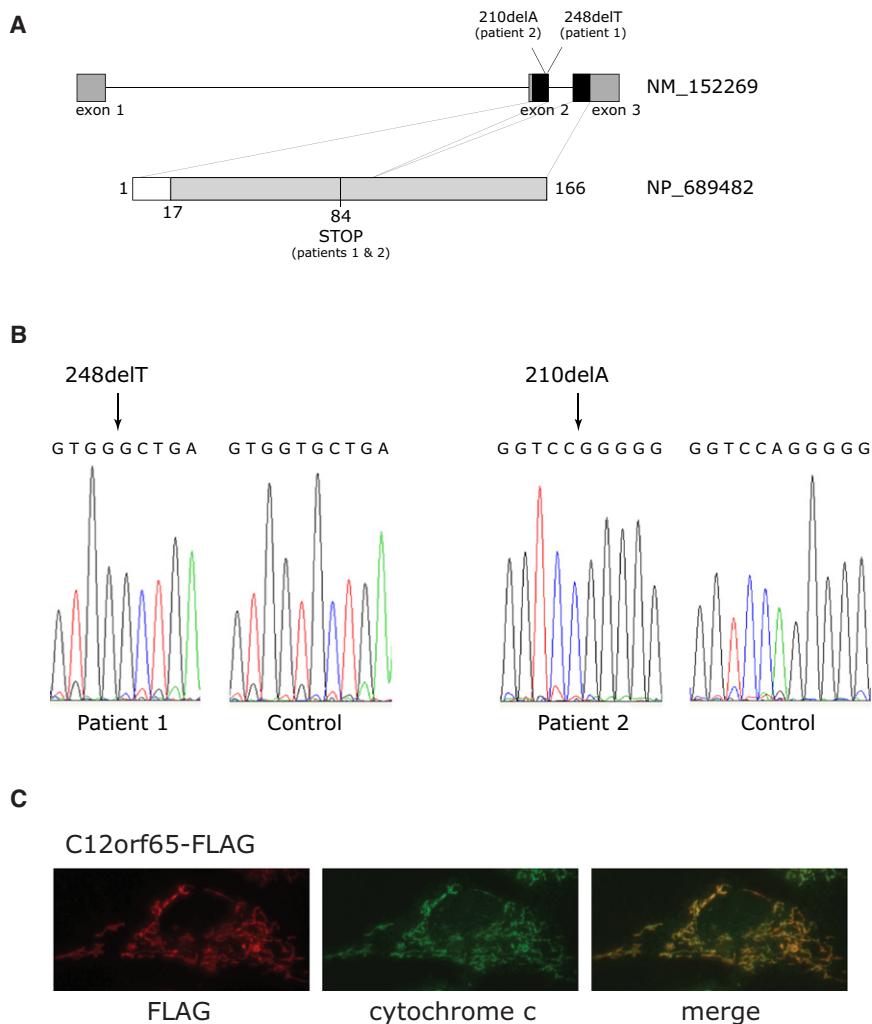 A
210delA 248delT
(patient 2) (patient 1)
NM_152269
exon 1 exon 2 exon 3
1 166 NP_689482
17 84
STOP
(patients 1 & 2)
B
248delT 210delA
G T G G G C T G A G T G G T G C T G A G G T C C G G G G G G G T C C A G G G G G
Patient 1 Control Patient 2 Control
C
C12orf65-FLAG
FLAG cytochrome c merge